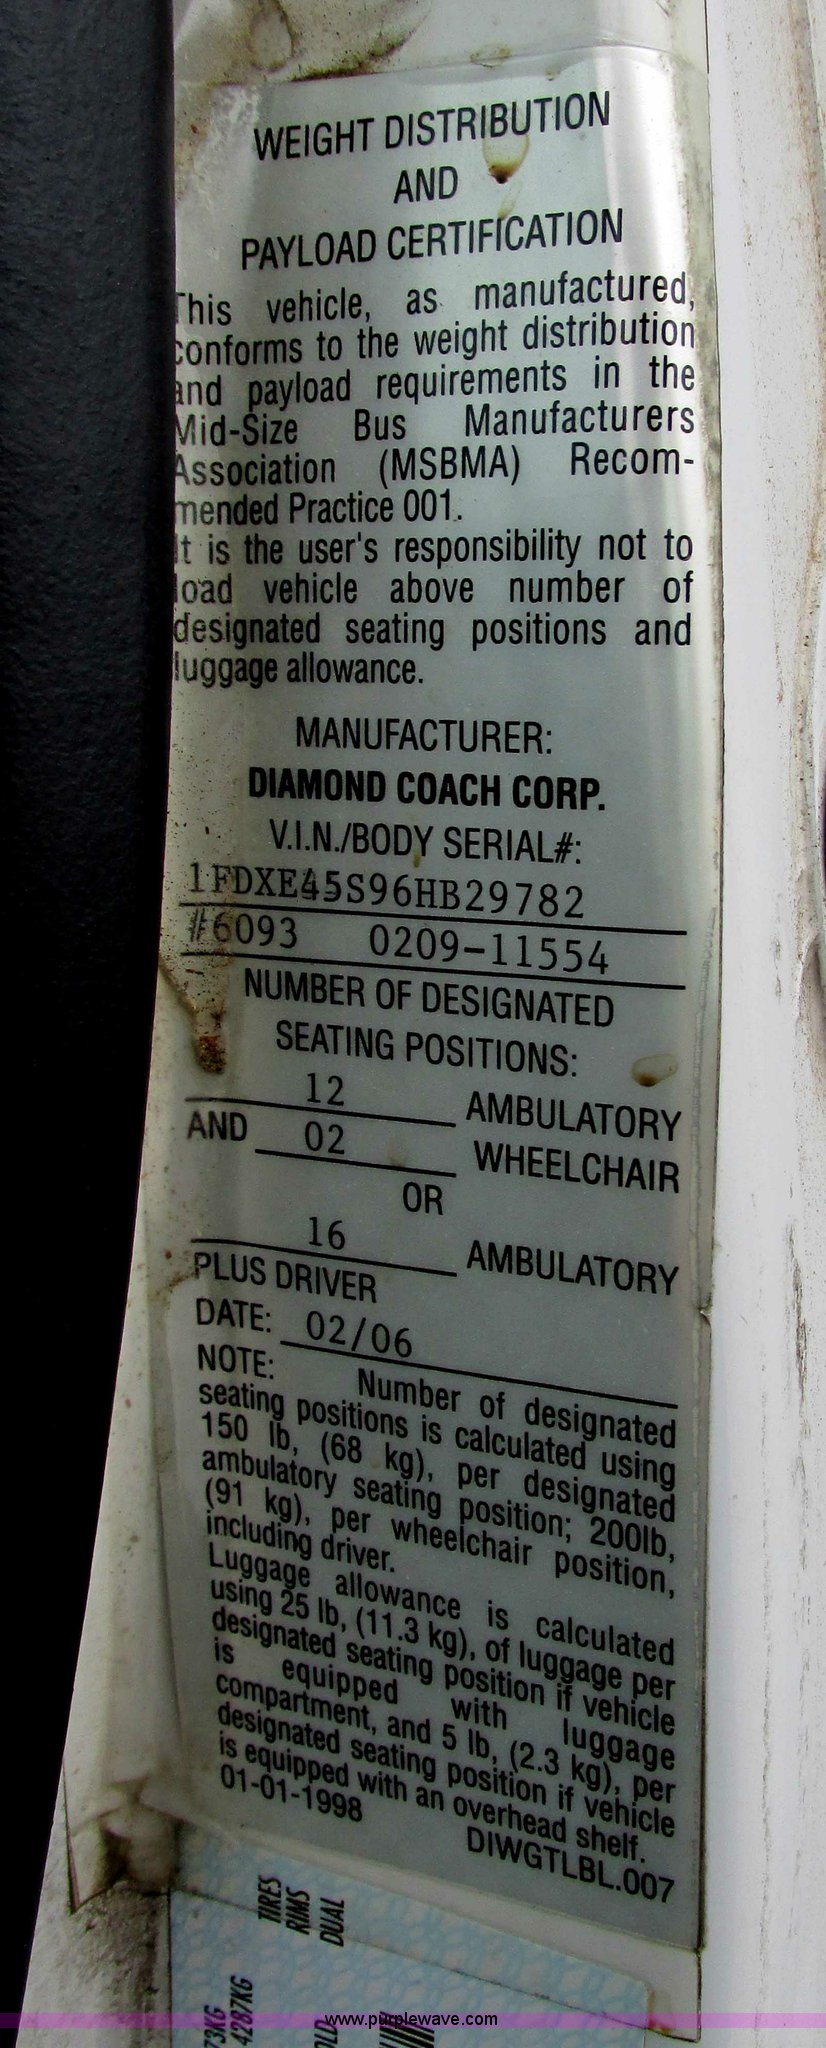 WEIGHT DISTRIBUTION
AND
PAYLOAD CERTIFICATION
This vehicle, as manufactured,
conforms to the weight distribution
and payload requirements in the
Mid-Size Bus Manufacturers
Association (MSBMA) Recom-
mended Practice 001.
It is the user's responsibility not to
load vehicle above number of
designated seating positions and
luggage allowance.
MANUFACTURER:
DIAMOND COACH CORP.
V.I.N./BODY SERIAL#:
1FDXE45S96HB29782
#6093 0209-11554
NUMBER OF DESIGNATED
SEATING POSITIONS:
12 AMBULATORY
AND 02 WHEELCHAIR
OR
16 AMBULATORY
PLUS DRIVER
DATE: 02/06
NOTE: Number of designated
seating positions is calculated using
150 lb, (68 kg), per designated
ambulatory seating position; 200lb,
(91 kg), per wheelchair position,
including driver.
Luggage allowance is calculated
using 25 lb, (11.3 kg), of luggage per
designated seating position if vehicle
is equipped with luggage
compartment, and 5 lb, (2.3 kg), per
designated seating position if vehicle
is equipped with an overhead shelf.
01-01-1998 DIWGTLBL.007
TIRES
RIMS
DUAL
73KG
4287KG
OLD
www.purplewave.com